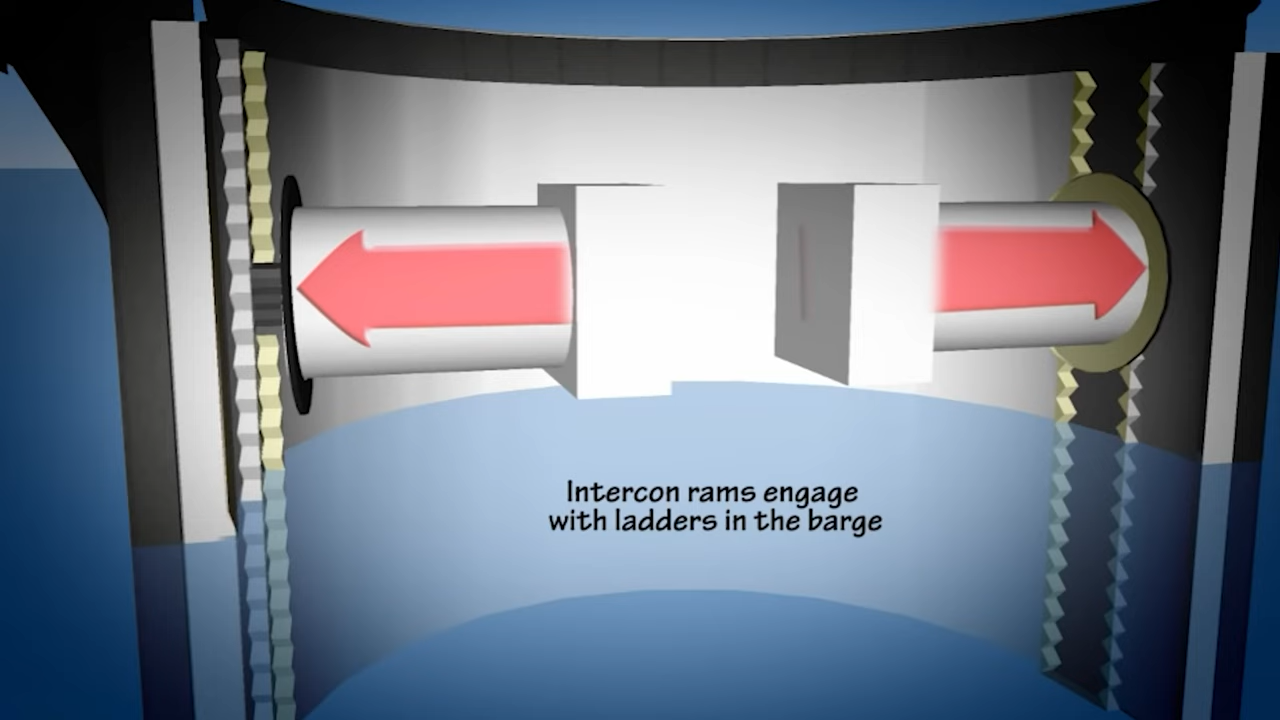 Intercon rams engage
with ladders in the barge